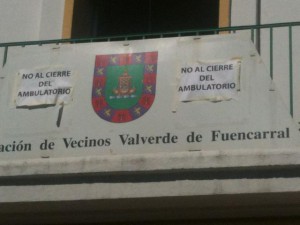 NO AL CIERRE
DEL
AMBULATORIO
NO AL CIERRE
DEL
AMBULATORIO
ación de Vecinos Valverde de Fuencarral